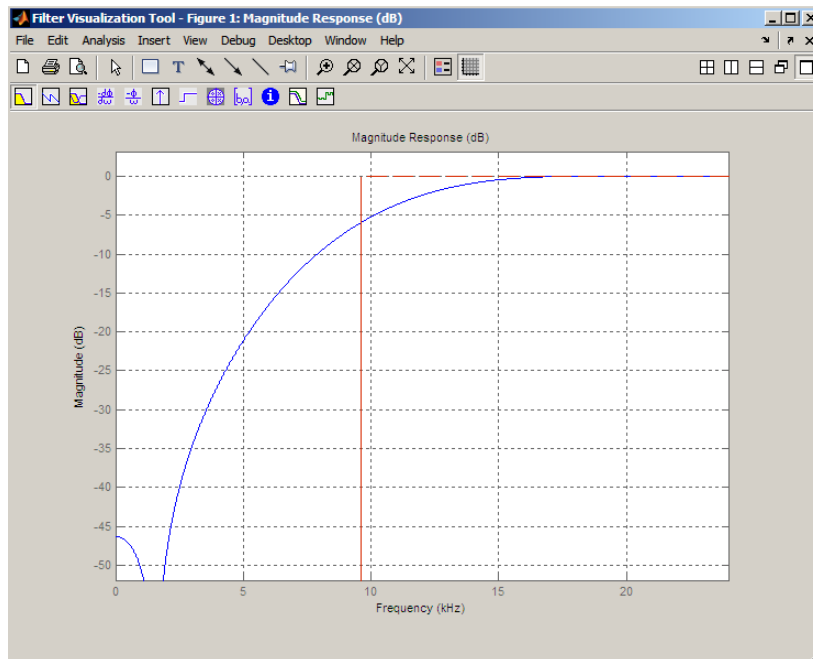 Filter Visualization Tool - Figure 1: Magnitude Response (dB)
File Edit Analysis Insert View Debug Desktop Window Help
Magnitude Response (dB)
0
-5
-10
-15
-20
-25
-30
-35
-40
-45
-50
Magnitude (dB)
0 5 10 15 20
Frequency (kHz)